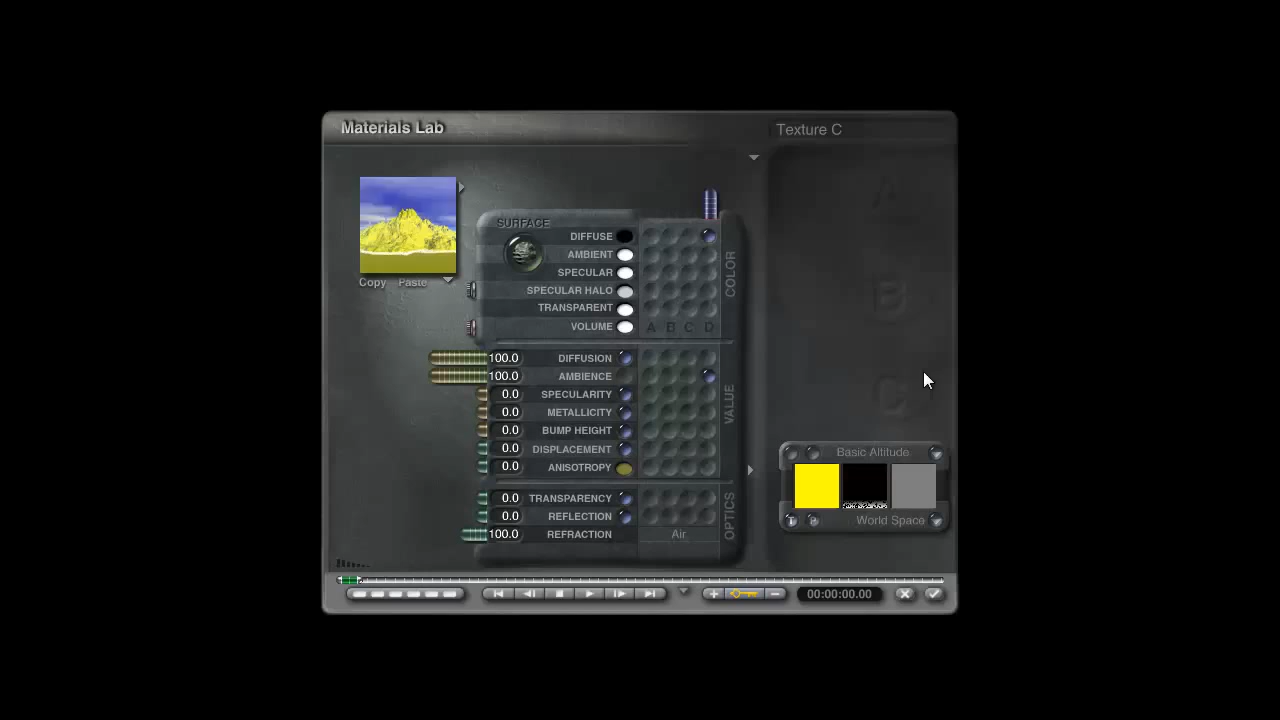 Materials Lab
Texture C
Copy Paste
SURFACE
DIFFUSE
AMBIENT
SPECULAR
SPECULAR HALO
TRANSPARENT
VOLUME
A B C D
COLOR
100.0 DIFFUSION
100.0 AMBIENCE
0.0 SPECULARITY
0.0 METALLICITY
0.0 BUMP HEIGHT
0.0 DISPLACEMENT
0.0 ANISOTROPY
VALUE
0.0 TRANSPARENCY
0.0 REFLECTION
100.0 REFRACTION
Air
OPTICS
A
B
C
Basic Altitude
T P World Space
00:00:00.00